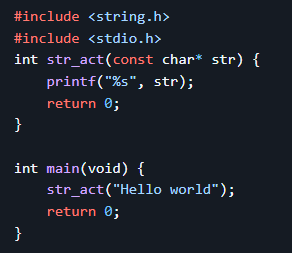 #include <string.h>
#include <stdio.h>
int str_act(const char* str) {
    printf("%s", str);
    return 0;
}

int main(void) {
    str_act("Hello world");
    return 0;
}